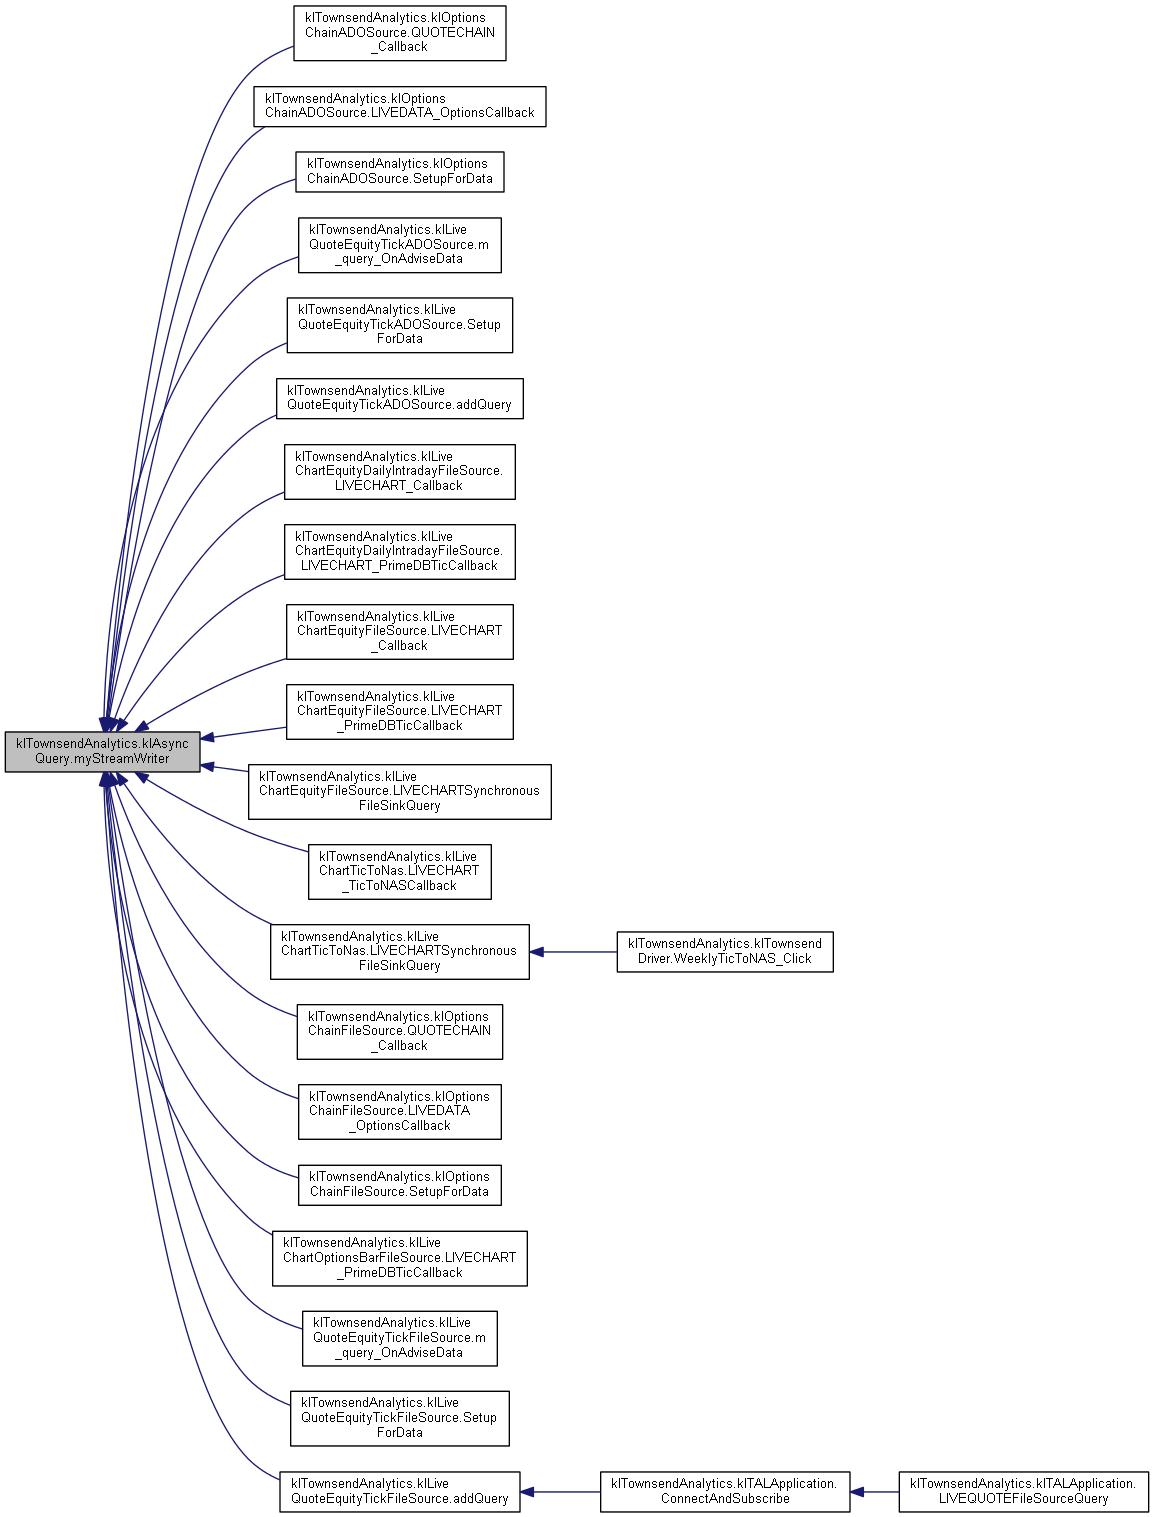 klTownsendAnalytics.klOptions
ChainADOSource.QUOTECHAIN
_Callback
klTownsendAnalytics.klOptions
ChainADOSource.LIVEDATA_OptionsCallback
klTownsendAnalytics.klOptions
ChainADOSource.SetupForData
klTownsendAnalytics.klLive
QuoteEquityTickADOSource.m
_query_OnAdviseData
klTownsendAnalytics.klLive
QuoteEquityTickADOSource.Setup
ForData
klTownsendAnalytics.klLive
QuoteEquityTickADOSource.addQuery
klTownsendAnalytics.klLive
ChartEquityDailyIntradayFileSource.
LIVECHART_Callback
klTownsendAnalytics.klLive
ChartEquityDailyIntradayFileSource.
LIVECHART_PrimeDBTicCallback
klTownsendAnalytics.klLive
ChartEquityFileSource.LIVECHART
_Callback
klTownsendAnalytics.klLive
ChartEquityFileSource.LIVECHART
_PrimeDBTicCallback
klTownsendAnalytics.klAsync
Query.myStreamWriter
klTownsendAnalytics.klLive
ChartEquityFileSource.LIVECHARTSynchronous
FileSinkQuery
klTownsendAnalytics.klLive
ChartTicToNas.LIVECHART
_TicToNASCallback
klTownsendAnalytics.klLive
ChartTicToNas.LIVECHARTSynchronous
FileSinkQuery
klTownsendAnalytics.klTownsend
Driver.WeeklyTicToNAS_Click
klTownsendAnalytics.klOptions
ChainFileSource.QUOTECHAIN
_Callback
klTownsendAnalytics.klOptions
ChainFileSource.LIVEDATA
_OptionsCallback
klTownsendAnalytics.klOptions
ChainFileSource.SetupForData
klTownsendAnalytics.klLive
ChartOptionsBarFileSource.LIVECHART
_PrimeDBTicCallback
klTownsendAnalytics.klLive
QuoteEquityTickFileSource.m
_query_OnAdviseData
klTownsendAnalytics.klLive
QuoteEquityTickFileSource.Setup
ForData
klTownsendAnalytics.klLive
QuoteEquityTickFileSource.addQuery
klTownsendAnalytics.klTALApplication.
ConnectAndSubscribe
klTownsendAnalytics.klTALApplication.
LIVEQUOTEFileSourceQuery